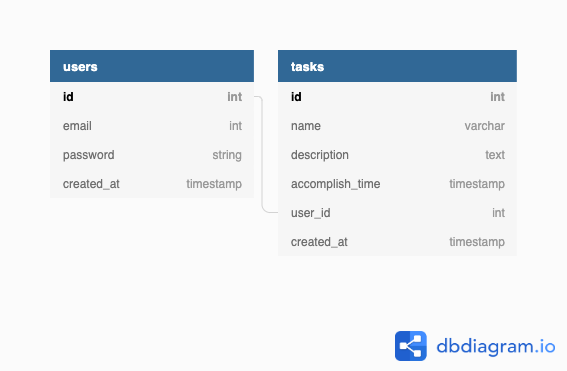 users
id int
email int
password string
created_at timestamp
tasks
id int
name varchar
description text
accomplish_time timestamp
user_id int
created_at timestamp
dbdiagram.io